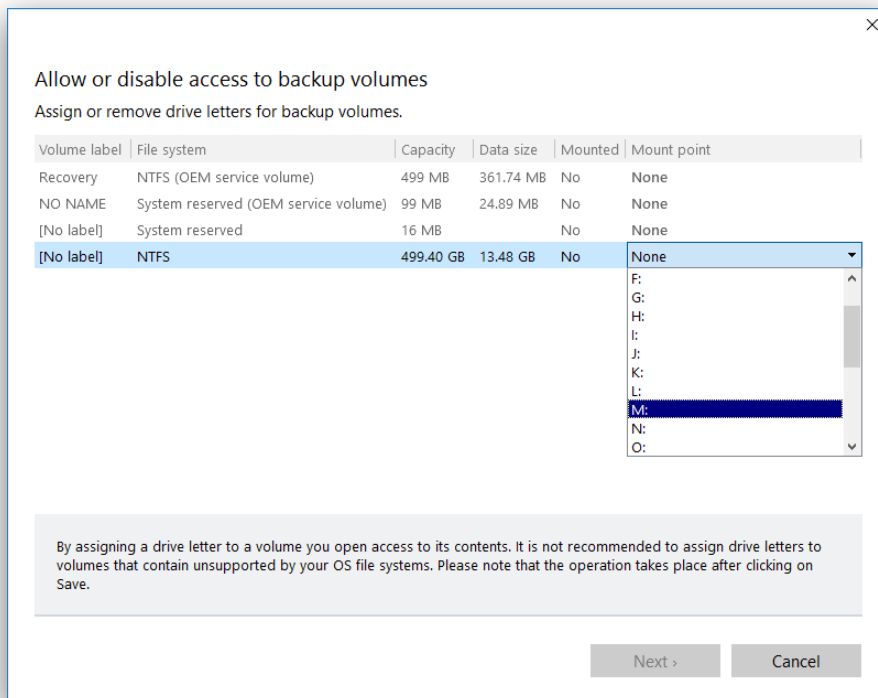 Allow or disable access to backup volumes
Assign or remove drive letters for backup volumes.
Volume label File system Capacity Data size Mounted Mount point
Recovery NTFS (OEM service volume) 499 MB 361.74 MB No None
NO NAME System reserved (OEM service volume) 99 MB 24.89 MB No None
[No label] System reserved 16 MB No None
[No label] NTFS 499.40 GB 13.48 GB No None
F:
G:
H:
I:
J:
K:
L:
M:
N:
O:
By assigning a drive letter to a volume you open access to its contents. It is not recommended to assign drive letters to
volumes that contain unsupported by your OS file systems. Please note that the operation takes place after clicking on
Save.
Next › Cancel